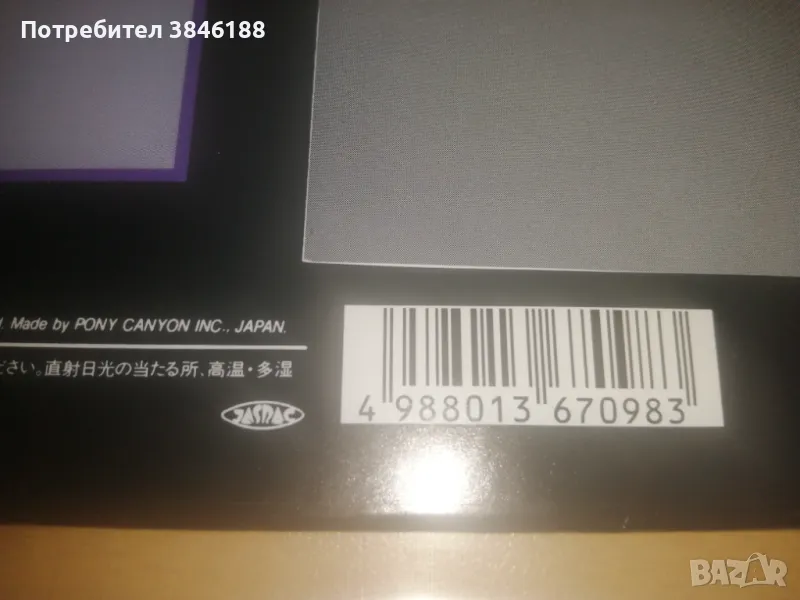 Потребител 3846188
. Made by PONY CANYON INC., JAPAN.
さい。直射日光の当たる所、高温・多湿
JASRAC
4 988013 670983
BAZAR